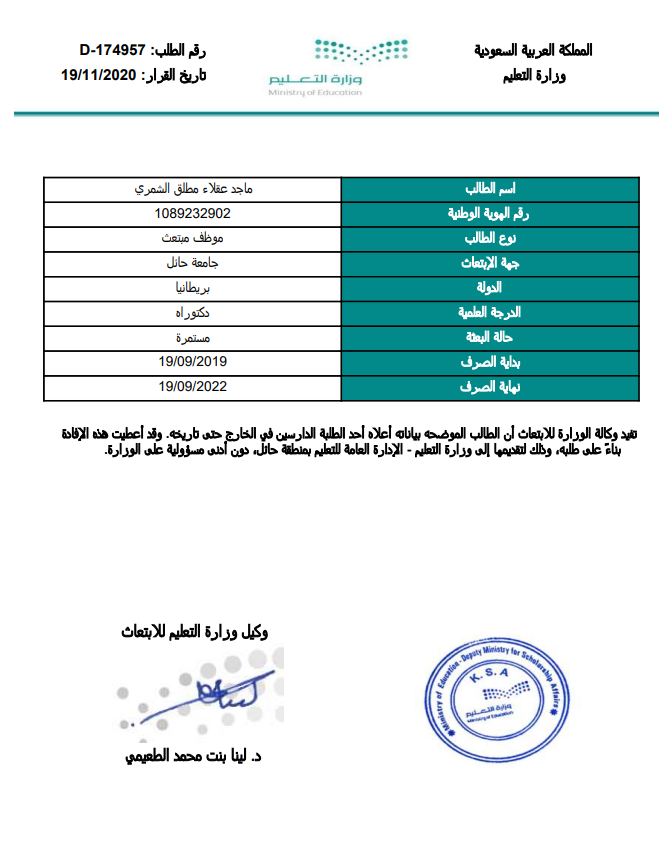 المملكة العربية السعودية
وزارة التعليم
وزارة التعـــليم
Ministry of Education
رقم الطلب: D-174957
تاريخ القرار: 19/11/2020
اسم الطالب ماجد عقلاء مطلق الشمري
رقم الهوية الوطنية 1089232902
نوع الطالب موظف مبتعث
جهة الإبتعاث جامعة حائل
الدولة بريطانيا
الدرجة العلمية دكتوراه
حالة البعثة مستمرة
بداية الصرف 19/09/2019
نهاية الصرف 19/09/2022
تفيد وكالة الوزارة للابتعاث أن الطالب الموضحه بياناته أعلاه أحد الطلبة الدارسين في الخارج حتى تاريخه. وقد أعطيت هذه الإفادة
بناءً على طلبه، وذلك لتقديمها إلى وزارة التعليم - الإدارة العامة للتعليم بمنطقة حائل، دون أدنى مسؤولية على الوزارة.
Ministry of Education - Deputy Ministry for Scholarship Affairs
K.S.A
وزارة التعـــليم
Ministry of Education
وكيل وزارة التعليم للابتعاث
د. لينا بنت محمد الطعيمي